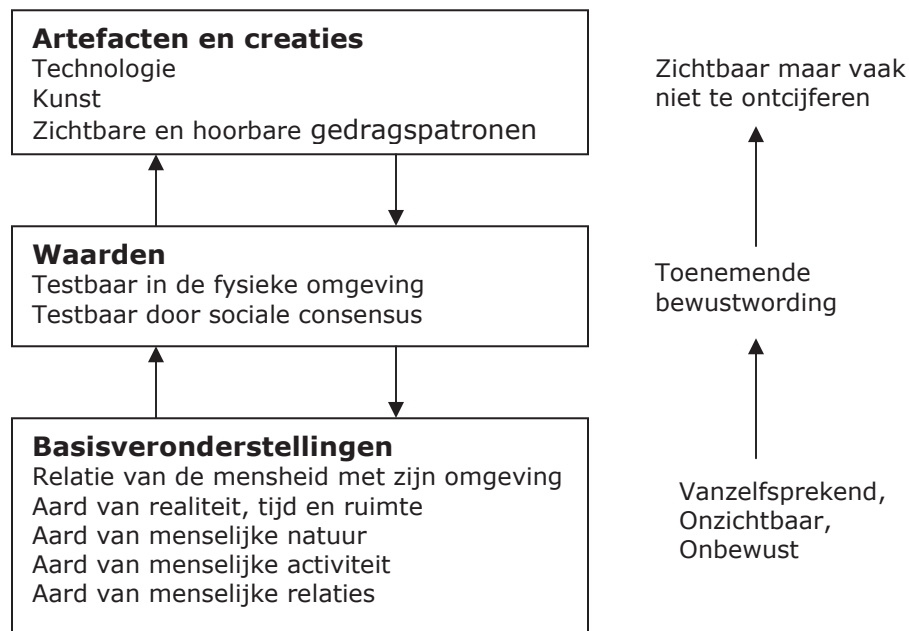 Artefacten en creaties
Technologie
Kunst
Zichtbare en hoorbare gedragspatronen
Zichtbaar maar vaak
niet te ontcijferen
Waarden
Testbaar in de fysieke omgeving
Testbaar door sociale consensus
Toenemende
bewustwording
Basisveronderstellingen
Relatie van de mensheid met zijn omgeving
Aard van realiteit, tijd en ruimte
Aard van menselijke natuur
Aard van menselijke activiteit
Aard van menselijke relaties
Vanzelfsprekend,
Onzichtbaar,
Onbewust